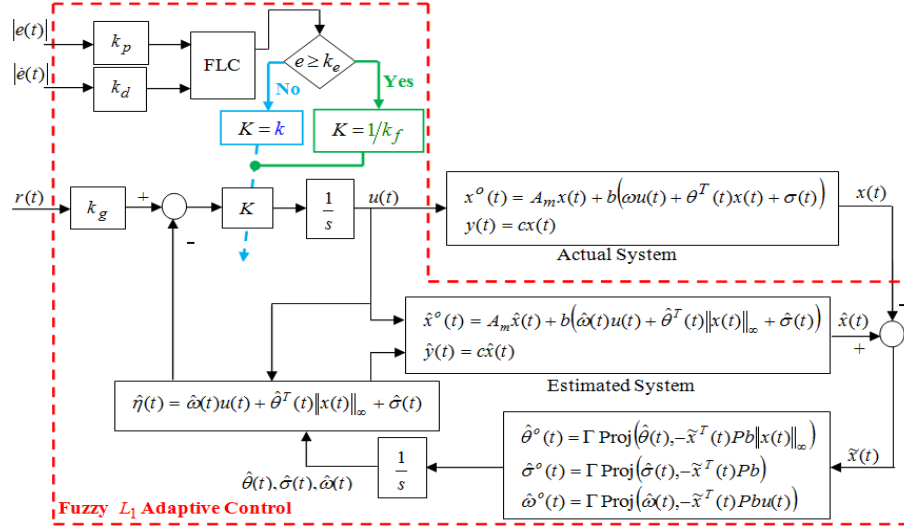 |e(t)|
k_p
FLC
e ≥ k_e
|ė(t)|
k_d
No
Yes
K = k
K = 1/k_f
r(t)
k_g
+
-
K
1/s
u(t)
x^o(t) = A_m x(t) + b(ωu(t) + θ^T(t)x(t) + σ(t))
y(t) = cx(t)
x(t)
Actual System
-
x̂^o(t) = A_m x̂(t) + b(ω̂(t)u(t) + θ̂^T(t)‖x(t)‖_∞ + σ̂(t))
ŷ(t) = cx̂(t)
x̂(t)
+
Estimated System
η̂(t) = ω̂(t)u(t) + θ̂^T(t)‖x(t)‖_∞ + σ̂(t)
θ̂^o(t) = Γ Proj(θ̂(t),-x̃^T(t)Pb‖x(t)‖_∞)
σ̂^o(t) = Γ Proj(σ̂(t),-x̃^T(t)Pb)
ω̂^o(t) = Γ Proj(ω̂(t),-x̃^T(t)Pbu(t))
x̃(t)
θ̂(t),σ̂(t),ω̂(t)
1/s
Fuzzy L_1 Adaptive Control